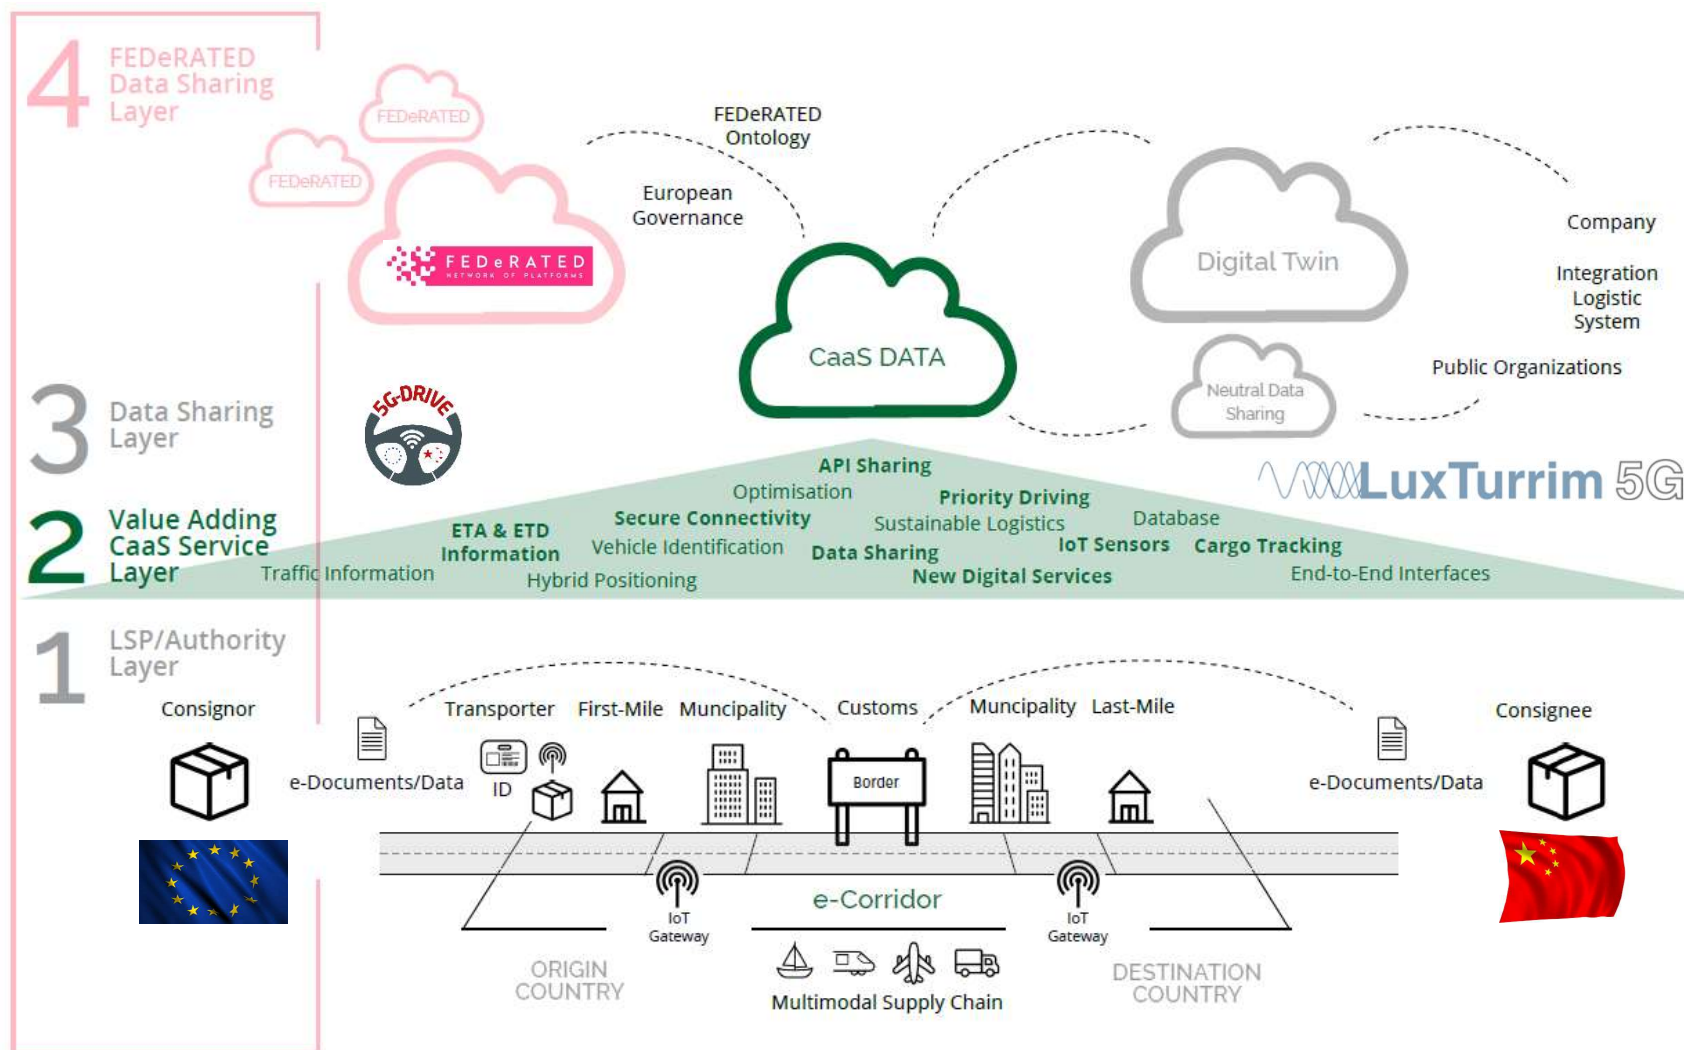 4
FEDeRATED
Data Sharing
Layer
FEDeRATED
FEDeRATED
FEDeRATED
NETWORK OF PLATFORMS
FEDeRATED
Ontology
European
Governance
CaaS DATA
Digital Twin
Neutral Data
Sharing
Company
Integration
Logistic
System
Public Organizations
3
Data Sharing
Layer
5G-DRIVE
LuxTurrim 5G
2
Value Adding
CaaS Service
Layer
API Sharing
Optimisation
Priority Driving
Secure Connectivity
Sustainable Logistics
Database
ETA & ETD
Information
Vehicle Identification
Data Sharing
IoT Sensors
Cargo Tracking
Traffic Information
Hybrid Positioning
New Digital Services
End-to-End Interfaces
1
LSP/Authority
Layer
Consignor
Transporter
First-Mile
Muncipality
Customs
Muncipality
Last-Mile
Consignee
e-Documents/Data
ID
Border
e-Documents/Data
IoT
Gateway
e-Corridor
IoT
Gateway
ORIGIN
COUNTRY
DESTINATION
COUNTRY
Multimodal Supply Chain